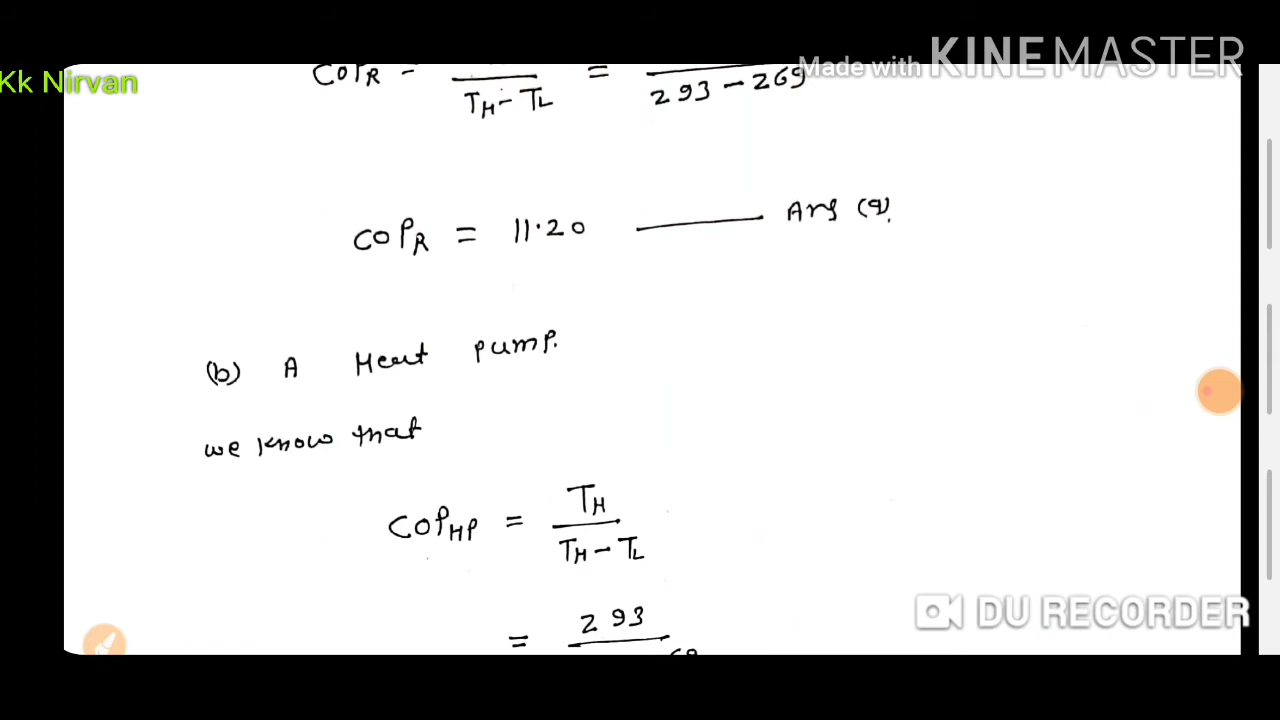 Made with KINEMASTER
Kk Nirvan
COPR =
TH - TL
=
293 - 269
COPR = 11.20 Ans (a).
(b) A Heat pump.
we know that
COPHP = TH
TH - TL
DU RECORDER
= 293